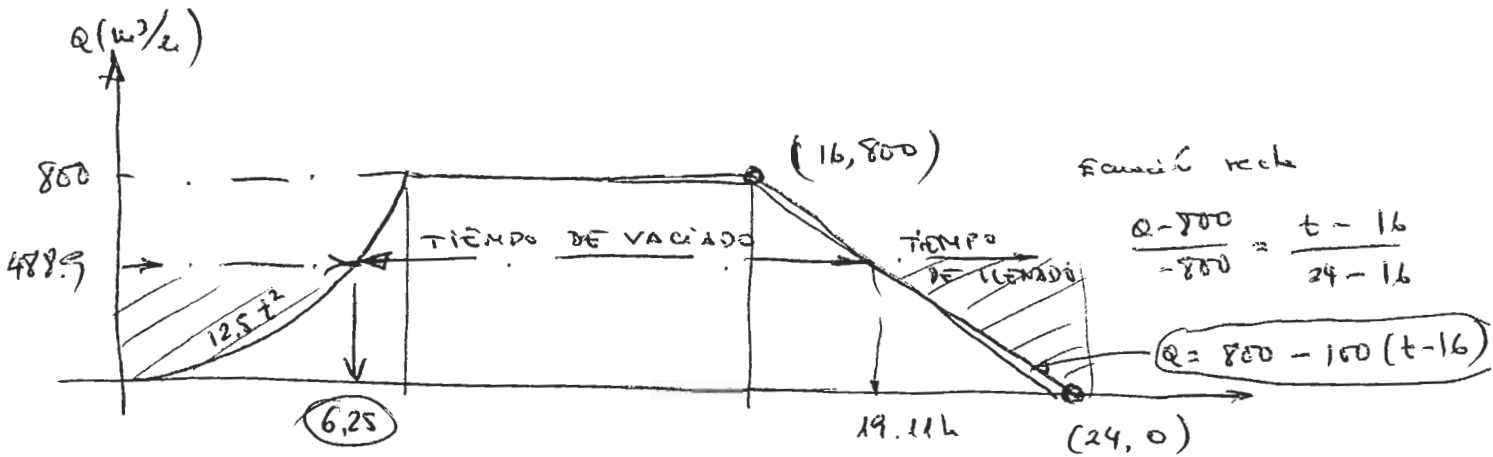 Q (m³/h)
800
(16,800)
Ecuación recta
Q-800 / -800 = t - 16 / 24 - 16
TIEMPO DE VACIADO
TIEMPO
DE LLENADO
488.9
12,5 t²
Q = 800 - 100 (t-16)
6,25
19.11h
(24, 0)